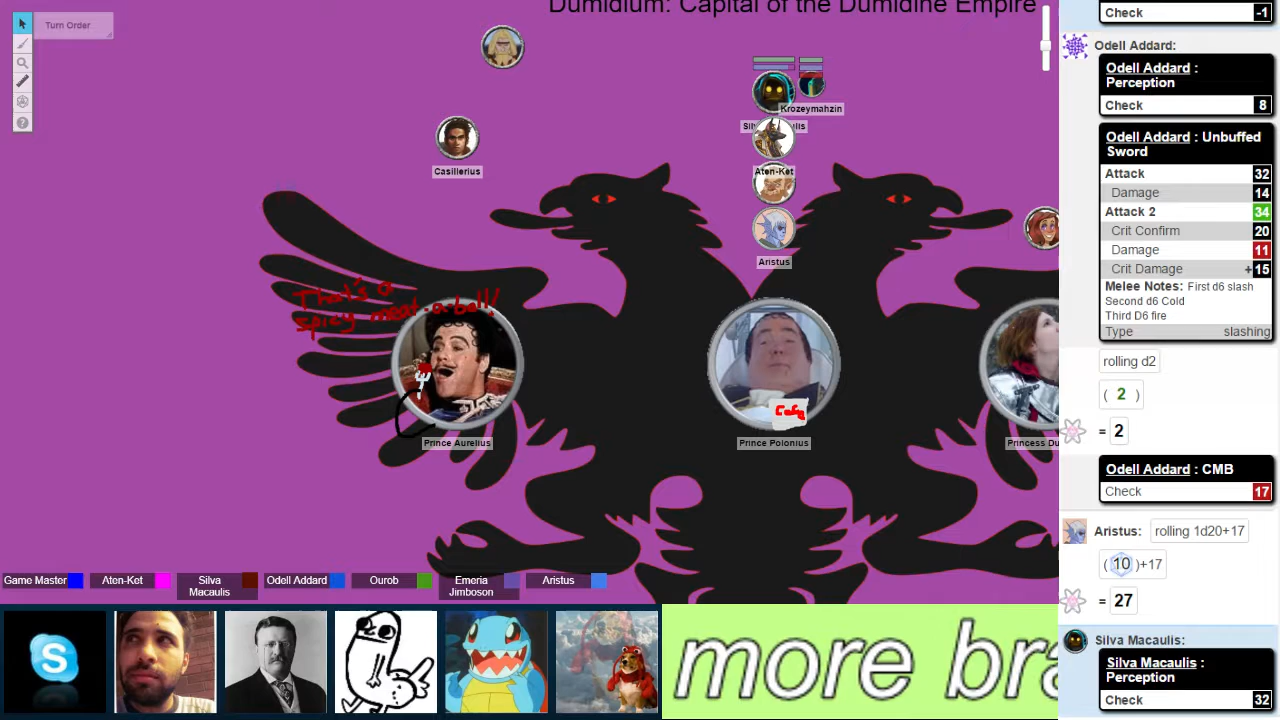 Dumidium: Capital of the Dumidine Empire
Turn Order
Krozeymahzin
Casillerius
Aten-Ket
Aristus
That's a
spicy meat-a-ball!
Prince Aurelius
Prince Polonius
Game Master
Aten-Ket
Silva
Macaulis
Odell Addard
Ourob
Emeria
Jimboson
Aristus
more
Check -1
Odell Addard:
Odell Addard :
Perception
Check 8
Odell Addard : Unbuffed
Sword
Attack 32
Damage 14
Attack 2 34
Crit Confirm 20
Damage 11
Crit Damage +15
Melee Notes: First d6 slash
Second d6 Cold
Third D6 fire
Type slashing
rolling d2
( 2 )
= 2
Odell Addard : CMB
Check 17
Aristus: rolling 1d20+17
(10)+17
= 27
Silva Macaulis:
Silva Macaulis :
Perception
Check 32